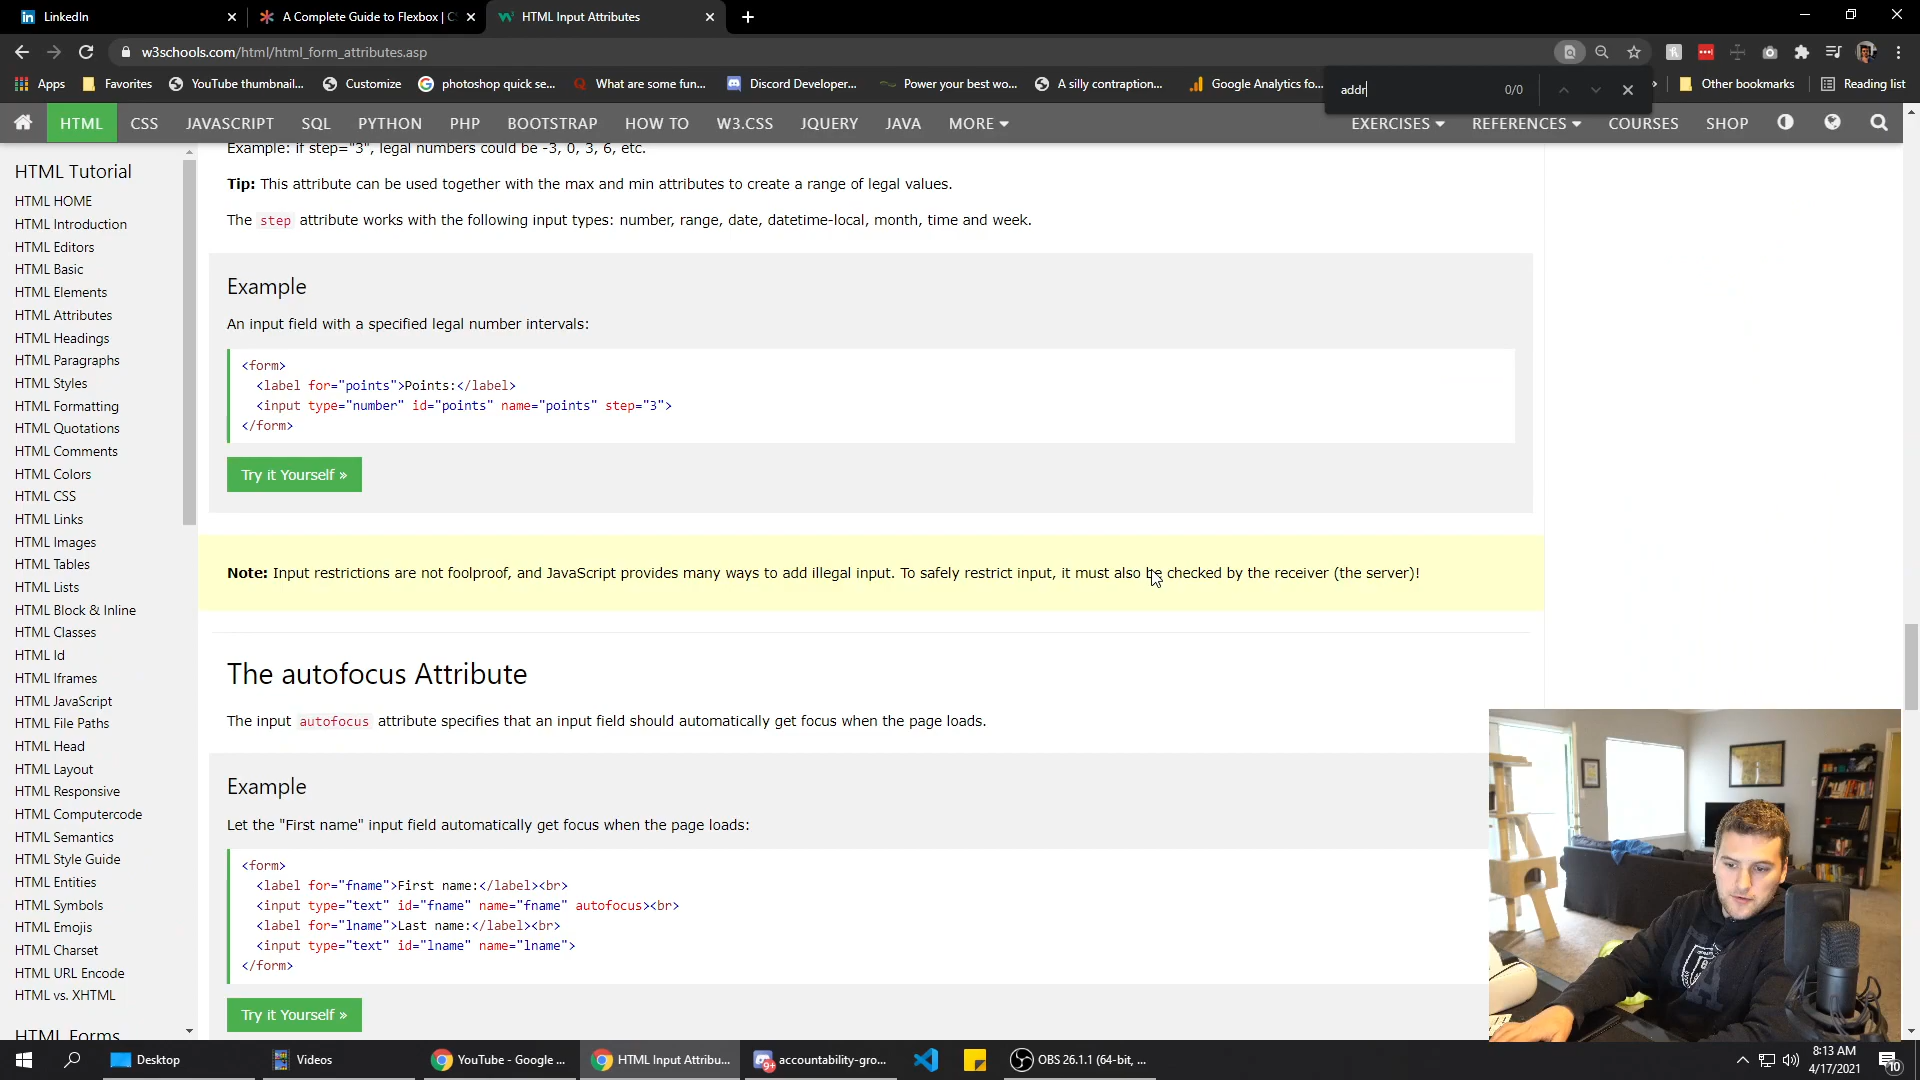 LinkedIn
A Complete Guide to Flexbox | CS
HTML Input Attributes
w3schools.com/html/html_form_attributes.asp
Apps
Favorites
YouTube thumbnail...
Customize
photoshop quick se...
What are some fun...
Discord Developer...
Power your best wo...
A silly contraption...
Google Analytics fo...
Other bookmarks
Reading list
addr
0/0
HTML
CSS
JAVASCRIPT
SQL
PYTHON
PHP
BOOTSTRAP
HOW TO
W3.CSS
JQUERY
JAVA
MORE
EXERCISES
REFERENCES
COURSES
SHOP
HTML Tutorial
HTML HOME
HTML Introduction
HTML Editors
HTML Basic
HTML Elements
HTML Attributes
HTML Headings
HTML Paragraphs
HTML Styles
HTML Formatting
HTML Quotations
HTML Comments
HTML Colors
HTML CSS
HTML Links
HTML Images
HTML Tables
HTML Lists
HTML Block & Inline
HTML Classes
HTML Id
HTML Iframes
HTML JavaScript
HTML File Paths
HTML Head
HTML Layout
HTML Responsive
HTML Computercode
HTML Semantics
HTML Style Guide
HTML Entities
HTML Symbols
HTML Emojis
HTML Charset
HTML URL Encode
HTML vs. XHTML
HTML Forms
Example: if step="3", legal numbers could be -3, 0, 3, 6, etc.
Tip: This attribute can be used together with the max and min attributes to create a range of legal values.
The step attribute works with the following input types: number, range, date, datetime-local, month, time and week.
Example
An input field with a specified legal number intervals:
<form>
<label for="points">Points:</label>
<input type="number" id="points" name="points" step="3">
</form>
Try it Yourself »
Note: Input restrictions are not foolproof, and JavaScript provides many ways to add illegal input. To safely restrict input, it must also be checked by the receiver (the server)!
The autofocus Attribute
The input autofocus attribute specifies that an input field should automatically get focus when the page loads.
Example
Let the "First name" input field automatically get focus when the page loads:
<form>
<label for="fname">First name:</label><br>
<input type="text" id="fname" name="fname" autofocus><br>
<label for="lname">Last name:</label><br>
<input type="text" id="lname" name="lname">
</form>
Try it Yourself »
Desktop
Videos
YouTube - Google ...
HTML Input Attribu...
accountability-gro...
OBS 26.1.1 (64-bit, ...
8:13 AM
4/17/2021
10